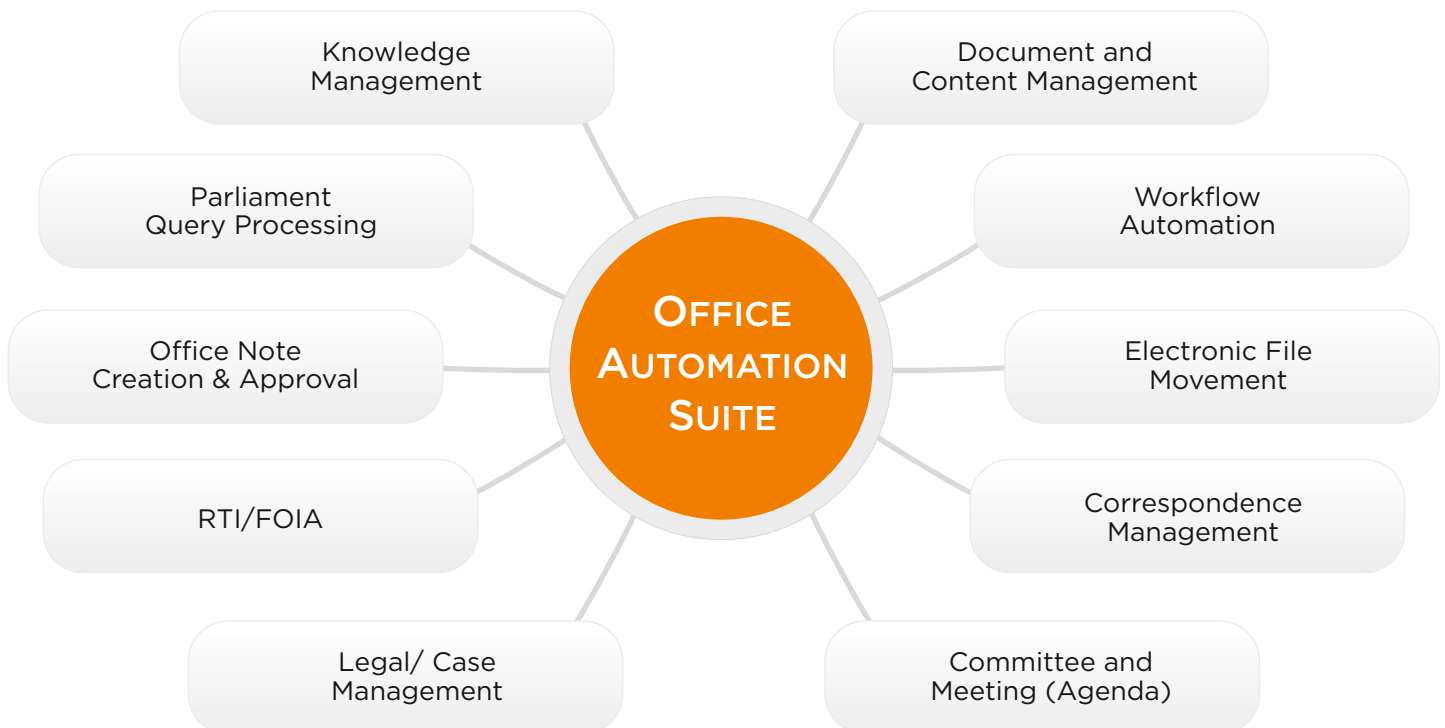 Knowledge
Management
Document and
Content Management
Parliament
Query Processing
Workflow
Automation
OFFICE
AUTOMATION
SUITE
Office Note
Creation & Approval
Electronic File
Movement
RTI/FOIA
Correspondence
Management
Legal/ Case
Management
Committee and
Meeting (Agenda)